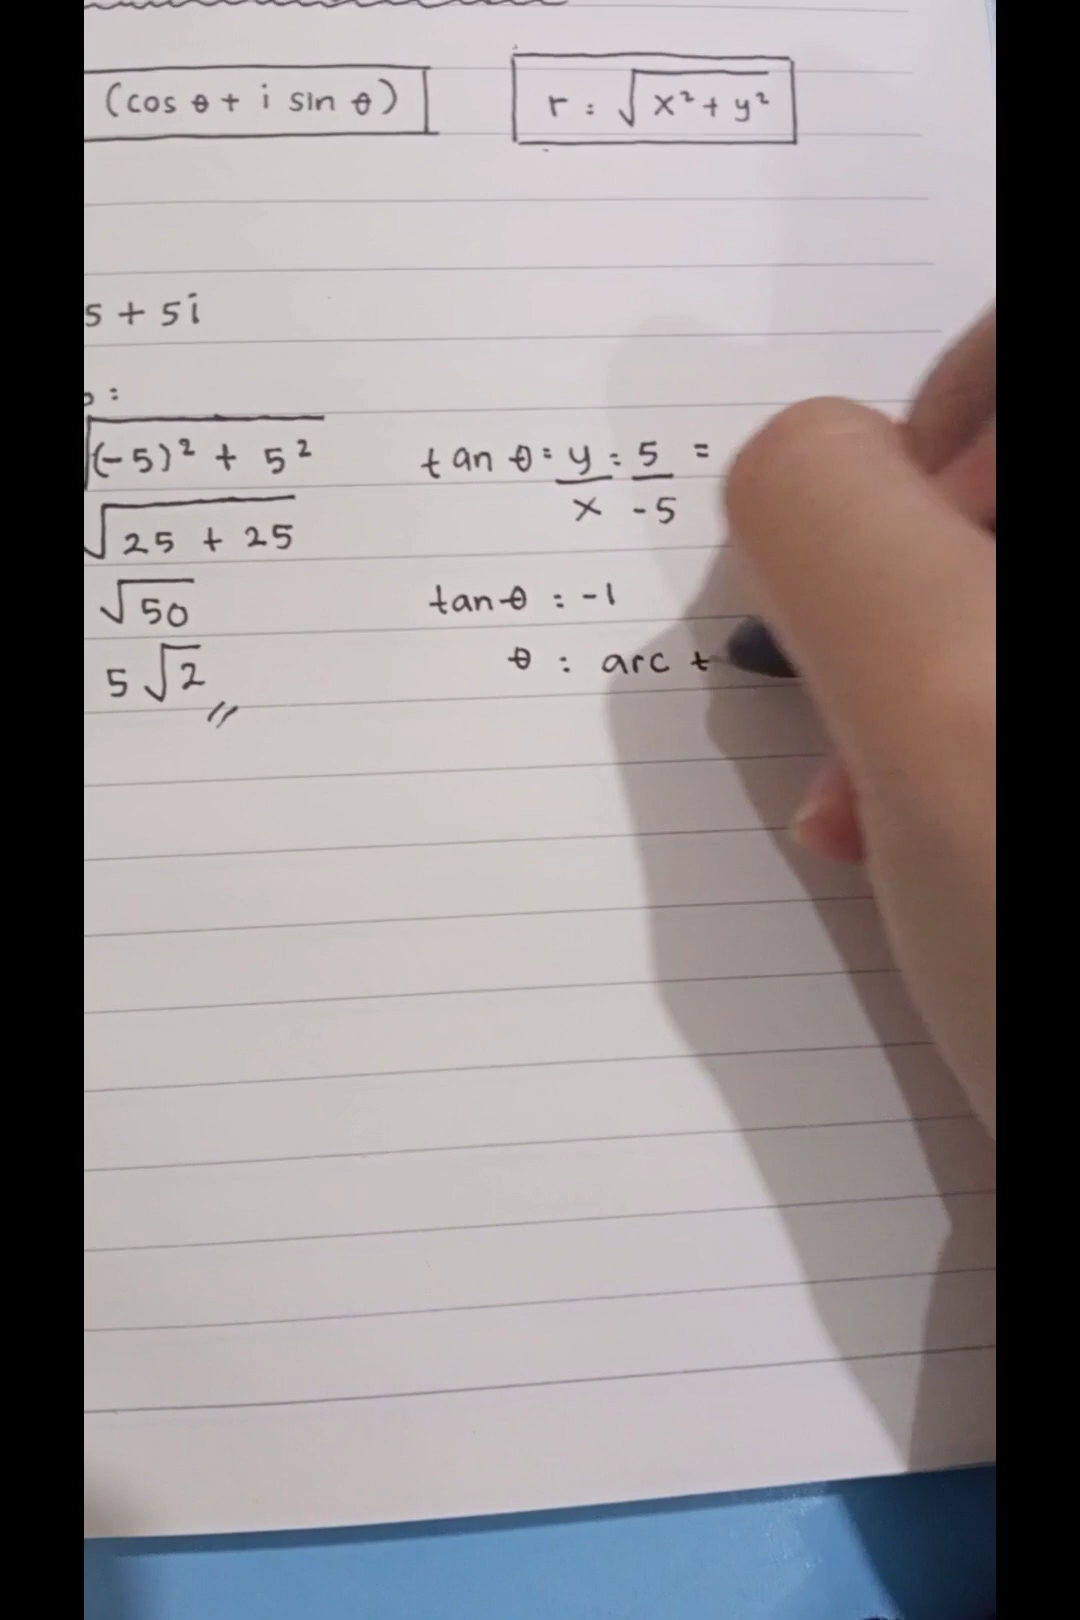 (cos θ + i sin θ)
r = √x² + y²
5 + 5i
:
√(-5)² + 5²
√25 + 25
√50
5√2 //
tan θ = y/x = 5/-5 =
tan θ = -1
θ = arc t